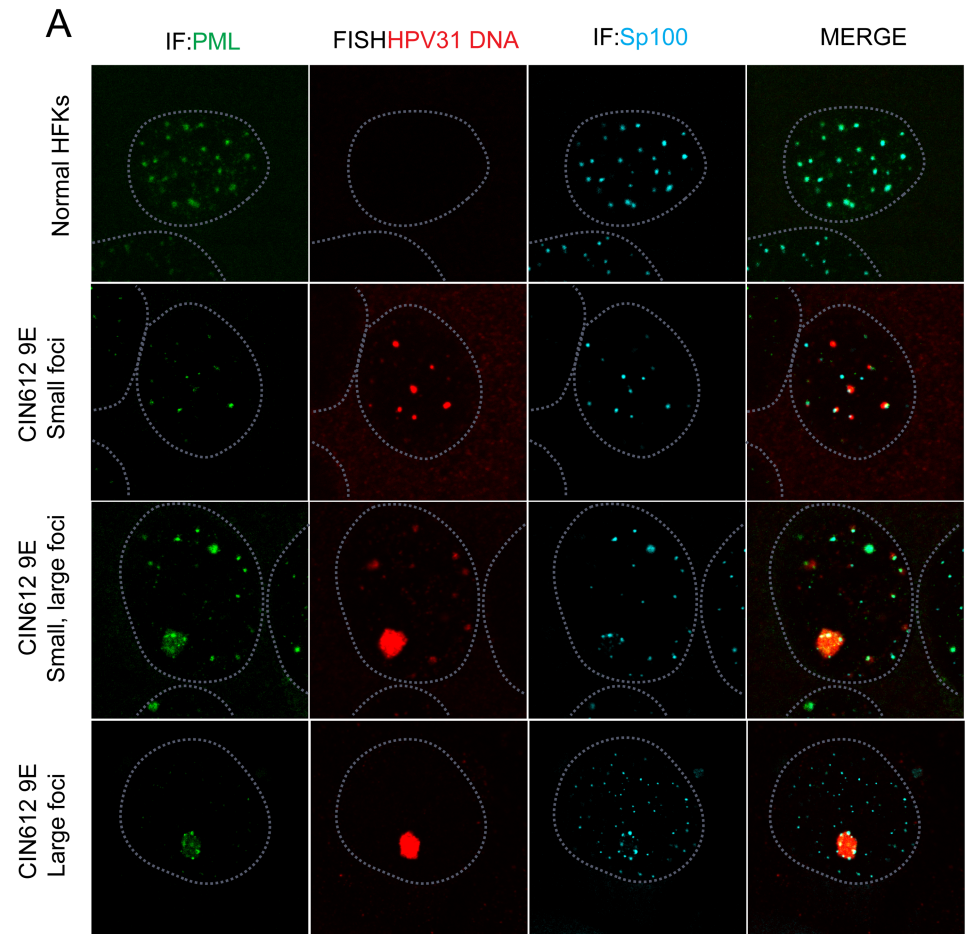 A
IF:PML
FISHHPV31 DNA
IF:Sp100
MERGE
Normal HFKs
CIN612 9E
Small foci
CIN612 9E
Small, large foci
CIN612 9E
Large foci